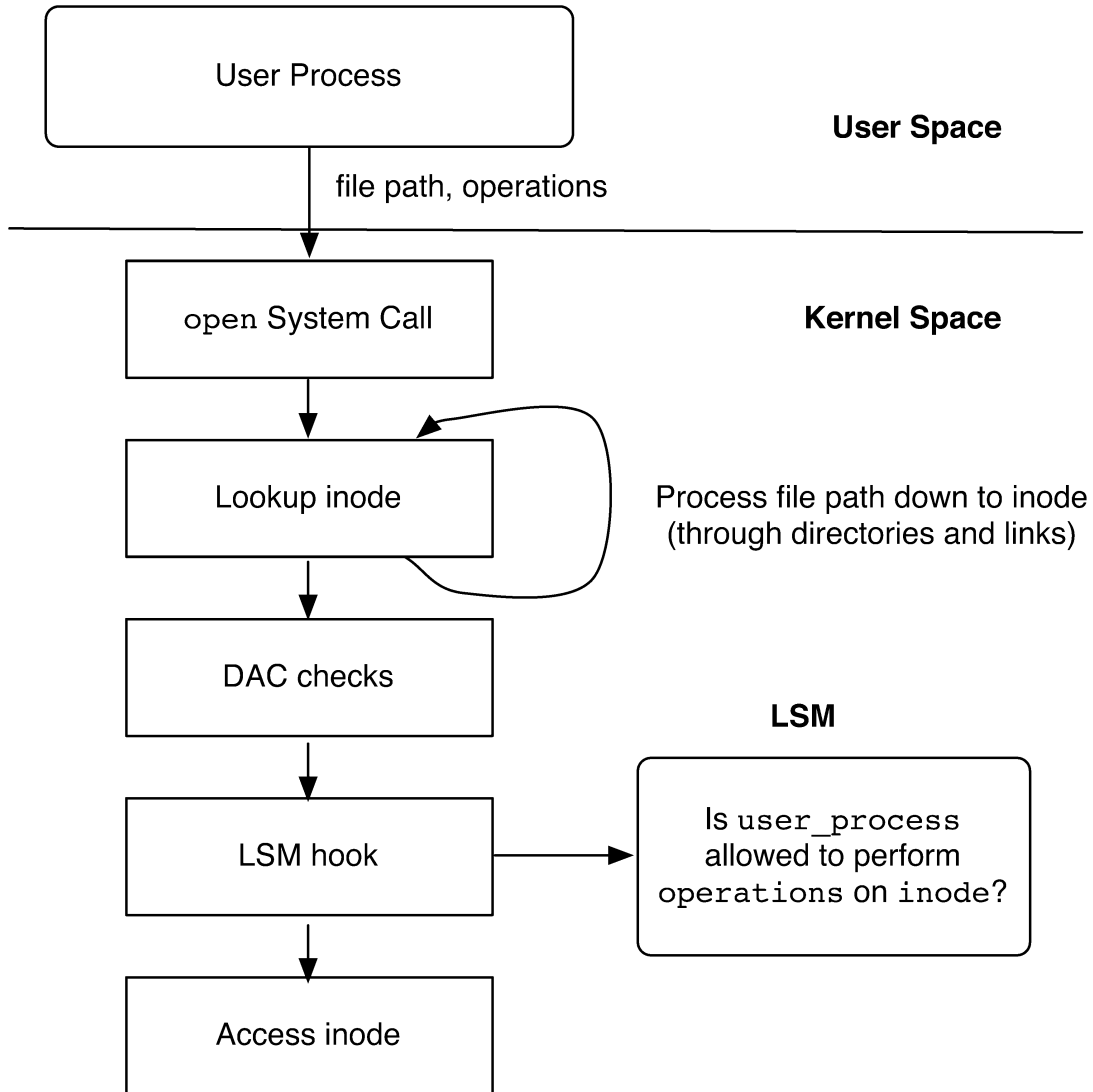 User Process
User Space
file path, operations
open System Call
Kernel Space
Lookup inode
Process file path down to inode
(through directories and links)
DAC checks
LSM
LSM hook
Is user_process
allowed to perform
operations on inode?
Access inode